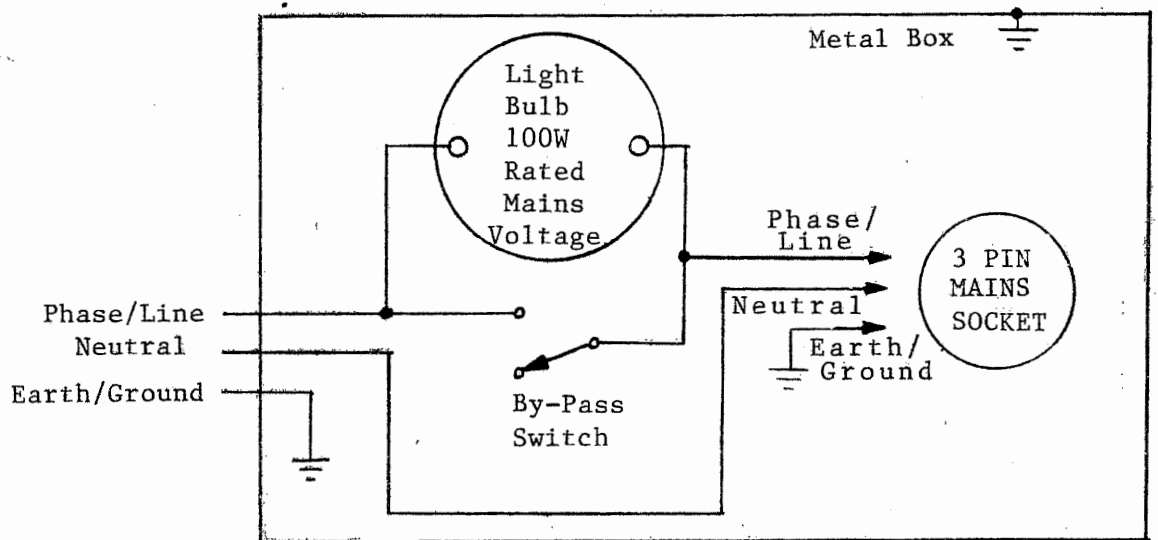 Metal Box
Light
Bulb
100W
Rated
Mains
Voltage
Phase/
Line
3 PIN
MAINS
SOCKET
Phase/Line
Neutral
Neutral
Earth/
Ground
Earth/Ground
By-Pass
Switch